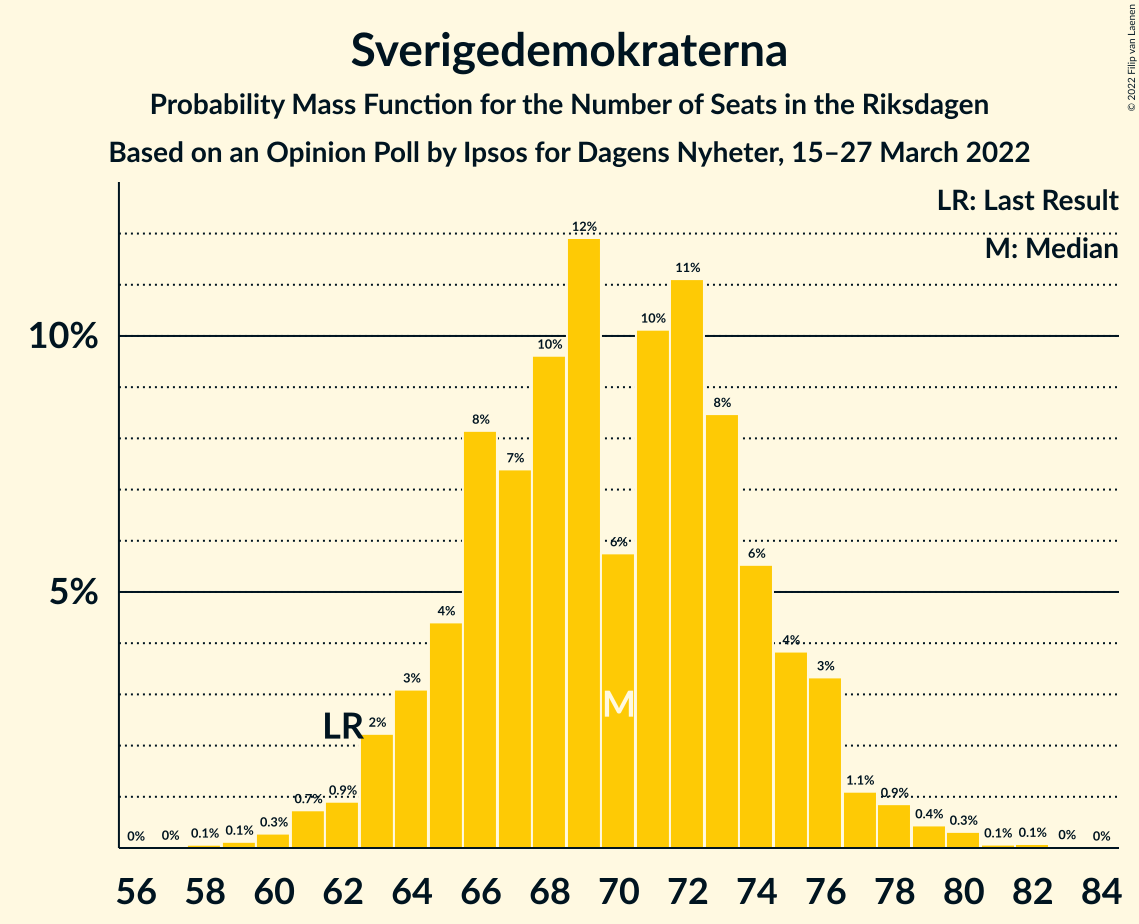 Sverigedemokraterna
Probability Mass Function for the Number of Seats in the Riksdagen
Based on an Opinion Poll by Ipsos for Dagens Nyheter, 15–27 March 2022
© 2022 Filip van Laenen
LR: Last Result
M: Median
10%
5%
0% 0% 0.1% 0.1% 0.3% 0.7% 0.9% 2% 3% 4% 8% 7% 10% 12% 6% 10% 11% 8% 6% 4% 3% 1.1% 0.9% 0.4% 0.3% 0.1% 0.1% 0% 0%
LR
M
56 58 60 62 64 66 68 70 72 74 76 78 80 82 84